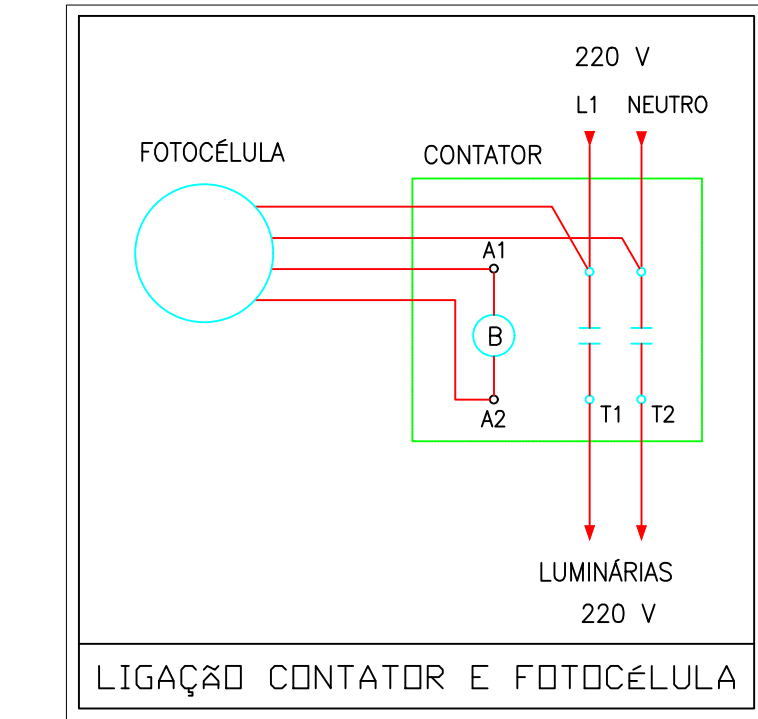 220 V
L1 NEUTRO
FOTOCÉLULA
CONTATOR
A1
B
A2
T1 T2
LUMINÁRIAS
220 V
LIGAÇÃO CONTATOR E FOTOCéLULA